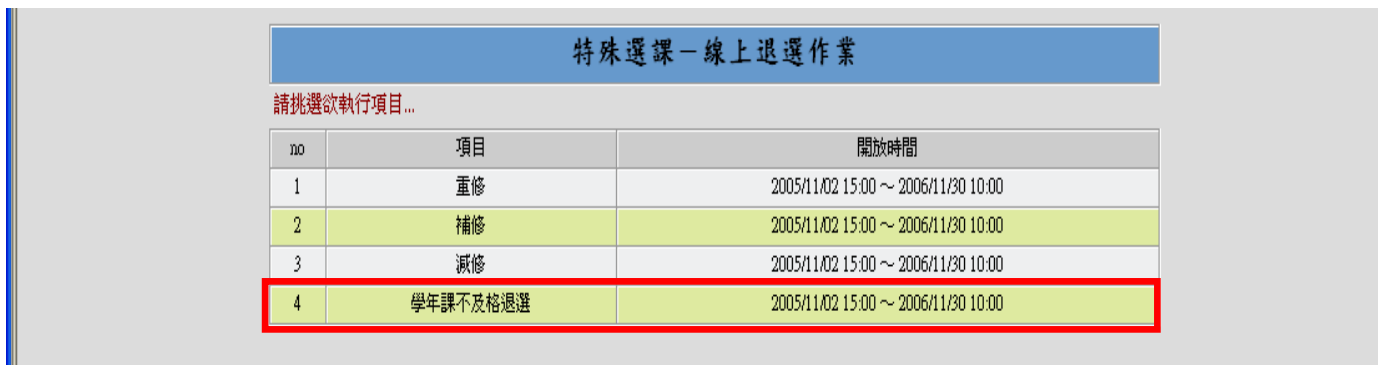 特殊選課－線上退選作業
請挑選欲執行項目...
no 項目 開放時間
1 重修 2005/11/02 15:00 ～ 2006/11/30 10:00
2 補修 2005/11/02 15:00 ～ 2006/11/30 10:00
3 減修 2005/11/02 15:00 ～ 2006/11/30 10:00
4 學年課不及格退選 2005/11/02 15:00 ～ 2006/11/30 10:00